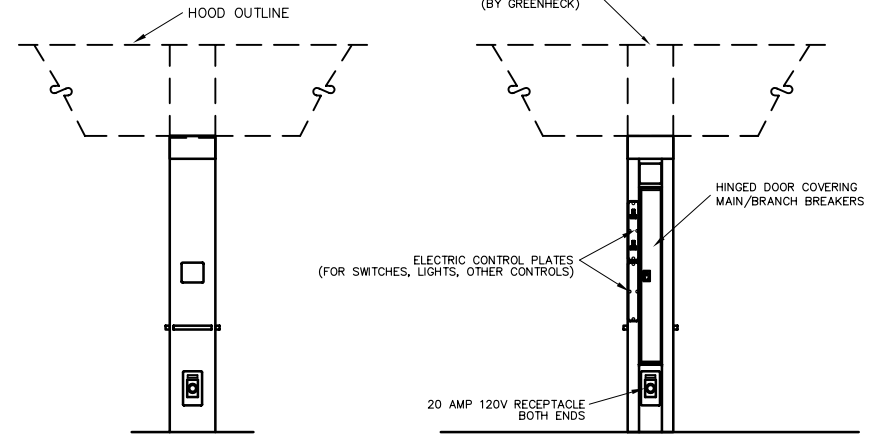 HOOD OUTLINE
(BY GREENHECK)
HINGED DOOR COVERING
MAIN/BRANCH BREAKERS
ELECTRIC CONTROL PLATES
(FOR SWITCHES, LIGHTS, OTHER CONTROLS)
20 AMP 120V RECEPTACLE
BOTH ENDS